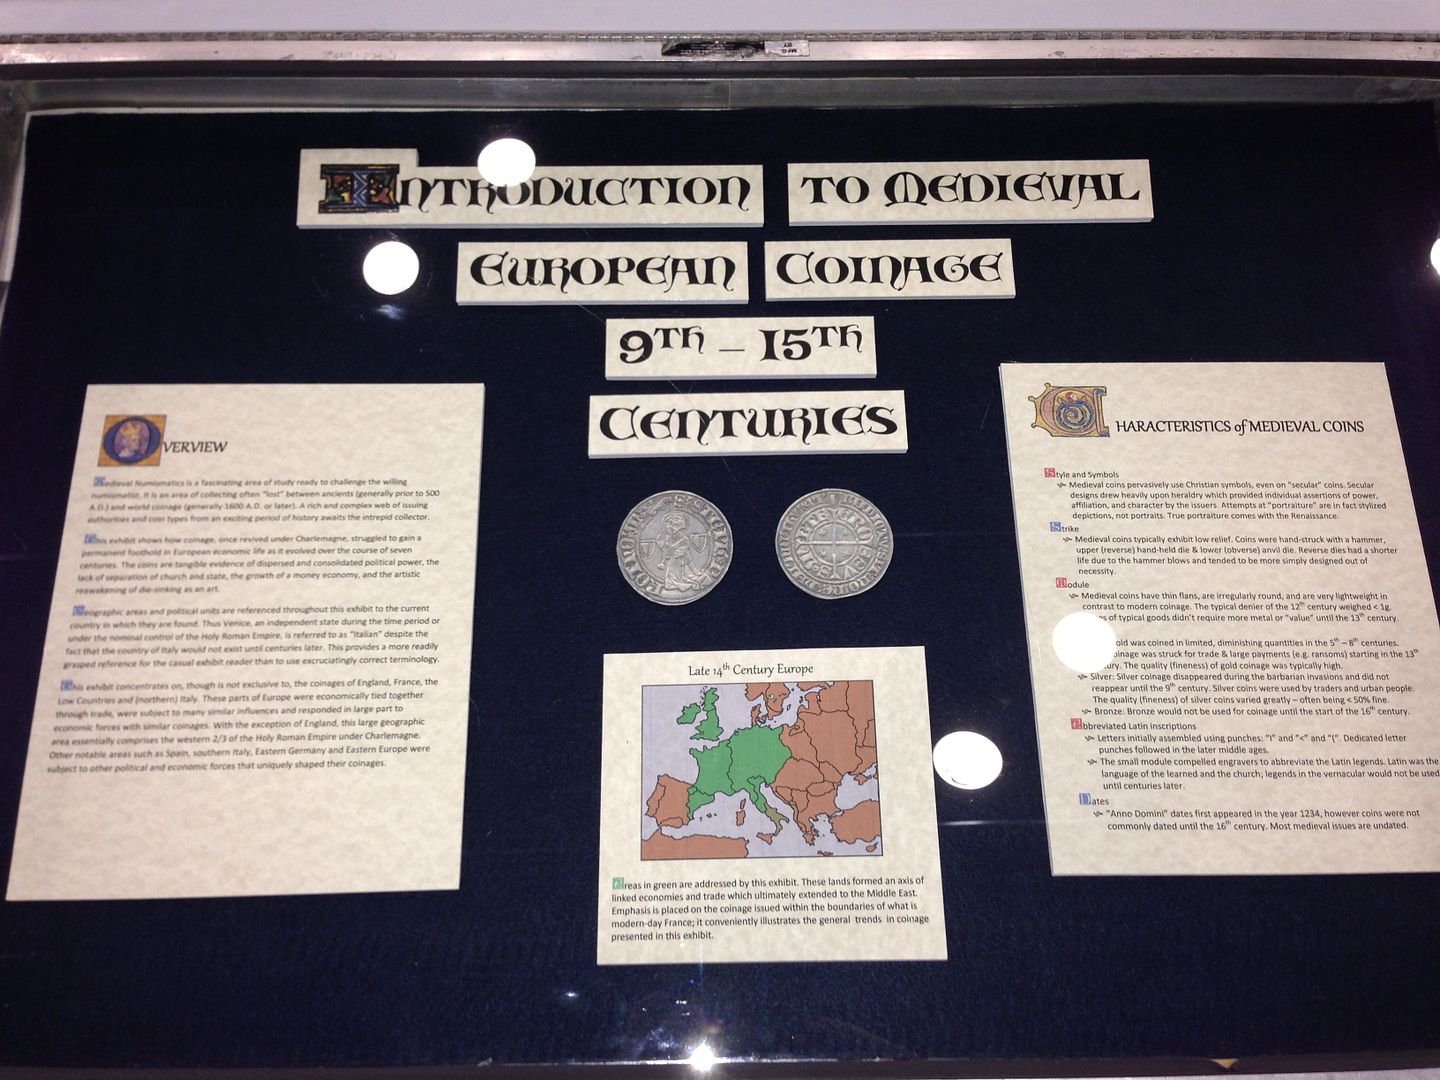 INTRODUCTION TO MEDIEVAL
EUROPEAN COINAGE
9TH – 15TH
CENTURIES
OVERVIEW
Medieval Numismatics is a fascinating area of study ready to challenge the willing
numismatist. It is an area of collecting often "lost" between ancients (generally prior to 500
A.D.) and world coinage (generally 1600 A.D. or later). A rich and complex web of issuing
authorities and coin types from an exciting period of history awaits the intrepid collector.
This exhibit shows how coinage, once revived under Charlemagne, struggled to gain a
permanent foothold in European economic life as it evolved over the course of seven
centuries. The coins are tangible evidence of dispersed and consolidated political power, the
lack of separation of church and state, the growth of a money economy, and the artistic
reawakening of die-sinking as an art.
Geographic areas and political units are referenced throughout this exhibit to the current
country in which they are found. Thus Venice, an independent state during the time period or
under the nominal control of the Holy Roman Empire, is referred to as "Italian" despite the
fact that the country of Italy would not exist until centuries later. This provides a more readily
grasped reference for the casual exhibit reader than to use excruciatingly correct terminology.
This exhibit concentrates on, though is not exclusive to, the coinages of England, France, the
Low Countries and (northern) Italy. These parts of Europe were economically tied together
through trade, were subject to many similar influences and responded in large part to
economic forces with similar coinages. With the exception of England, this large geographic
area essentially comprises the western 2/3 of the Holy Roman Empire under Charlemagne.
Other notable areas such as Spain, southern Italy, Eastern Germany and Eastern Europe were
subject to other political and economic forces that uniquely shaped their coinages.
Late 14th Century Europe
Areas in green are addressed by this exhibit. These lands formed an axis of
linked economies and trade which ultimately extended to the Middle East.
Emphasis is placed on the coinage issued within the boundaries of what is
modern-day France; it conveniently illustrates the general trends in coinage
presented in this exhibit.
CHARACTERISTICS of MEDIEVAL COINS
Style and Symbols
Medieval coins pervasively use Christian symbols, even on "secular" coins. Secular
designs drew heavily upon heraldry which provided individual assertions of power,
affiliation, and character by the issuers. Attempts at "portraiture" are in fact stylized
depictions, not portraits. True portraiture comes with the Renaissance.
Strike
Medieval coins typically exhibit low relief. Coins were hand-struck with a hammer,
upper (reverse) hand-held die & lower (obverse) anvil die. Reverse dies had a shorter
life due to the hammer blows and tended to be more simply designed out of
necessity.
Module
Medieval coins have thin flans, are irregularly round, and are very lightweight in
contrast to modern coinage. The typical denier of the 12th century weighed < 1g.
of typical goods didn't require more metal or "value" until the 13th century.
was coined in limited, diminishing quantities in the 5th – 8th centuries.
was struck for trade & large payments (e.g. ransoms) starting in the 13th
The quality (fineness) of gold coinage was typically high.
Silver: Silver coinage disappeared during the barbarian invasions and did not
reappear until the 9th century. Silver coins were used by traders and urban people.
The quality (fineness) of silver coins varied greatly – often being < 50% fine.
Bronze: Bronze would not be used for coinage until the start of the 16th century.
Abbreviated Latin inscriptions
Letters initially assembled using punches: "I" and "<" and "(". Dedicated letter
punches followed in the later middle ages.
The small module compelled engravers to abbreviate the Latin legends. Latin was the
language of the learned and the church; legends in the vernacular would not be used
until centuries later.
Dates
"Anno Domini" dates first appeared in the year 1234, however coins were not
commonly dated until the 16th century. Most medieval issues are undated.